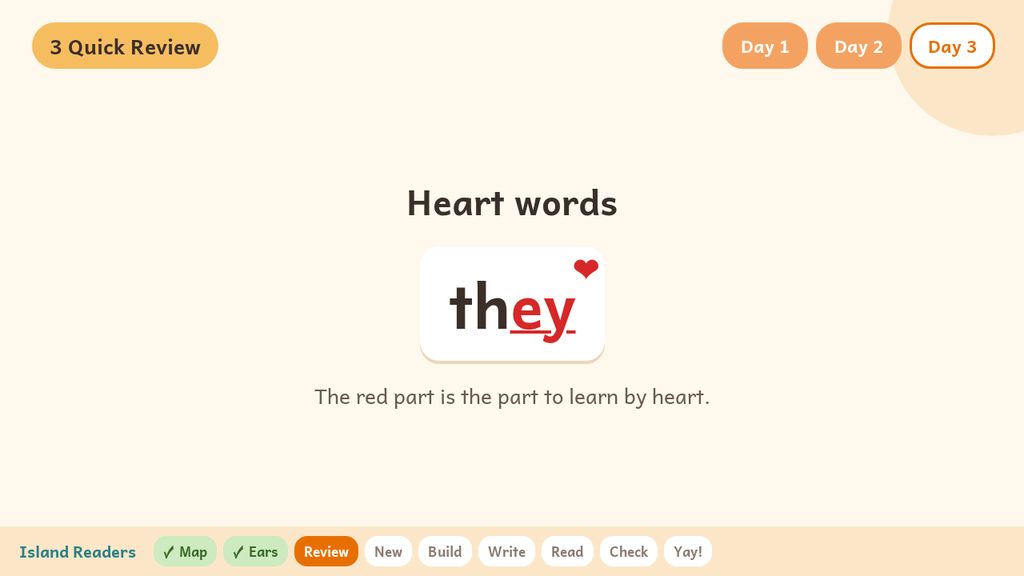 3 Quick Review
Day 1 Day 2 Day 3
Heart words
they
The red part is the part to learn by heart.
Island Readers ✓ Map ✓ Ears Review New Build Write Read Check Yay!